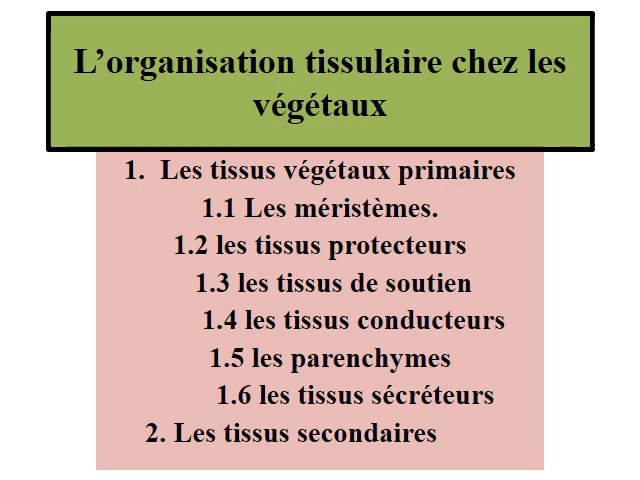 L’organisation tissulaire chez les
végétaux
1. Les tissus végétaux primaires
1.1 Les méristèmes.
1.2 les tissus protecteurs
1.3 les tissus de soutien
1.4 les tissus conducteurs
1.5 les parenchymes
1.6 les tissus sécréteurs
2. Les tissus secondaires